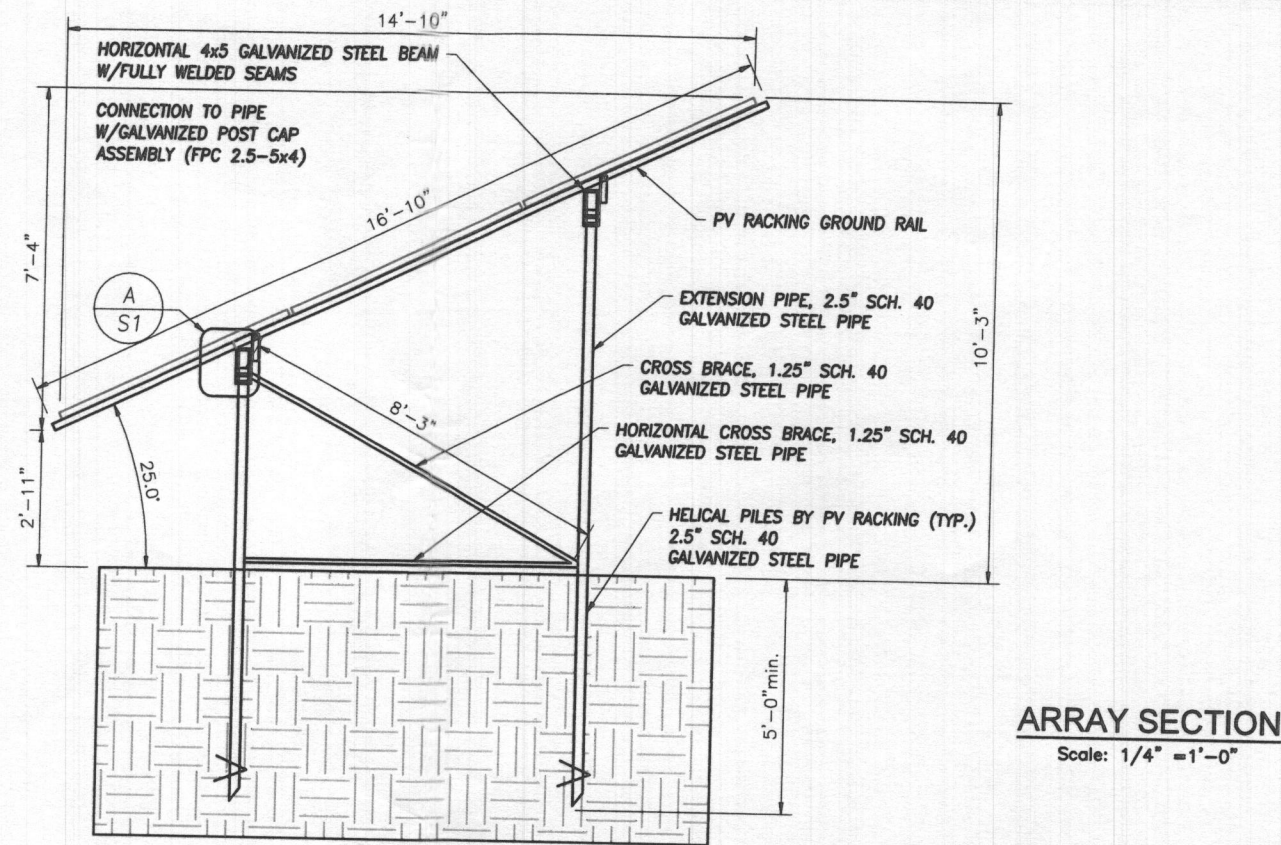 14'-10"
HORIZONTAL 4x5 GALVANIZED STEEL BEAM
W/FULLY WELDED SEAMS
CONNECTION TO PIPE
W/GALVANIZED POST CAP
ASSEMBLY (FPC 2.5-5x4)
16'-10"
7'-4"
PV RACKING GROUND RAIL
A
S1
EXTENSION PIPE, 2.5" SCH. 40
GALVANIZED STEEL PIPE
10'-3"
CROSS BRACE, 1.25" SCH. 40
GALVANIZED STEEL PIPE
8'-3"
HORIZONTAL CROSS BRACE, 1.25" SCH. 40
GALVANIZED STEEL PIPE
2'-11"
25.0°
HELICAL PILES BY PV RACKING (TYP.)
2.5" SCH. 40
GALVANIZED STEEL PIPE
5'-0"min.
ARRAY SECTION
Scale: 1/4" =1'-0"